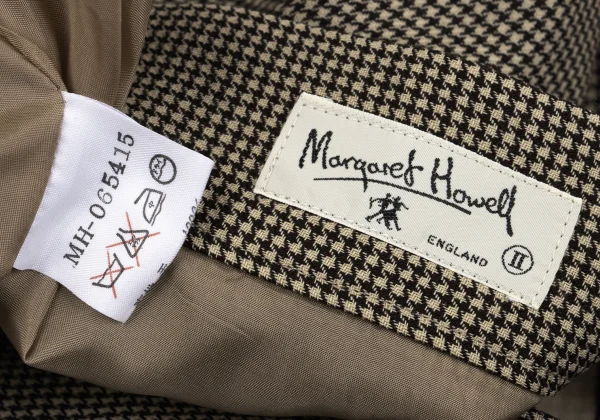 MH-065415
Margaret Howell
ENGLAND
II